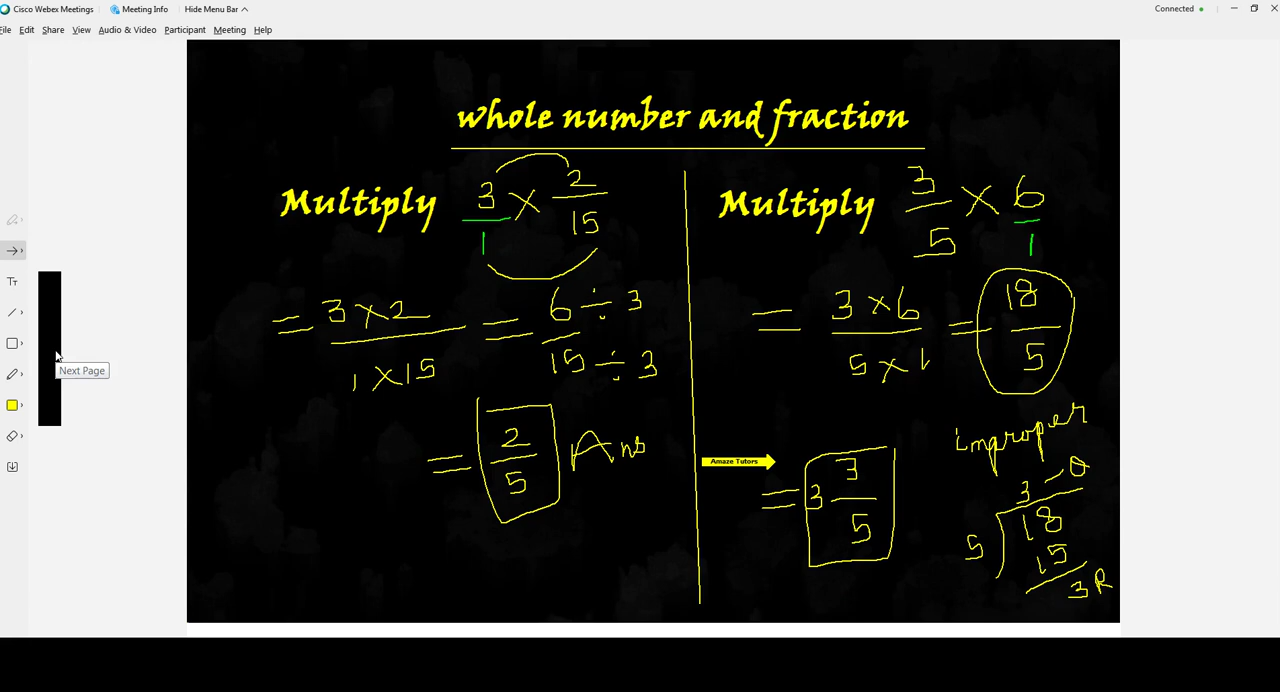 Cisco Webex Meetings Meeting Info Hide Menu Bar Connected
File Edit Share View Audio & Video Participant Meeting Help
whole number and fraction
Multiply 3/1 × 2/15
= 3 × 2 / 1 × 15 = 6 ÷ 3 / 15 ÷ 3
= 2/5 Ans
Multiply 3/5 × 6/1
= 3 × 6 / 5 × 1 = 18/5
improper
Amaze Tutors
= 3 3/5
3 - Q
5 18
15
3 R
Tт
Next Page